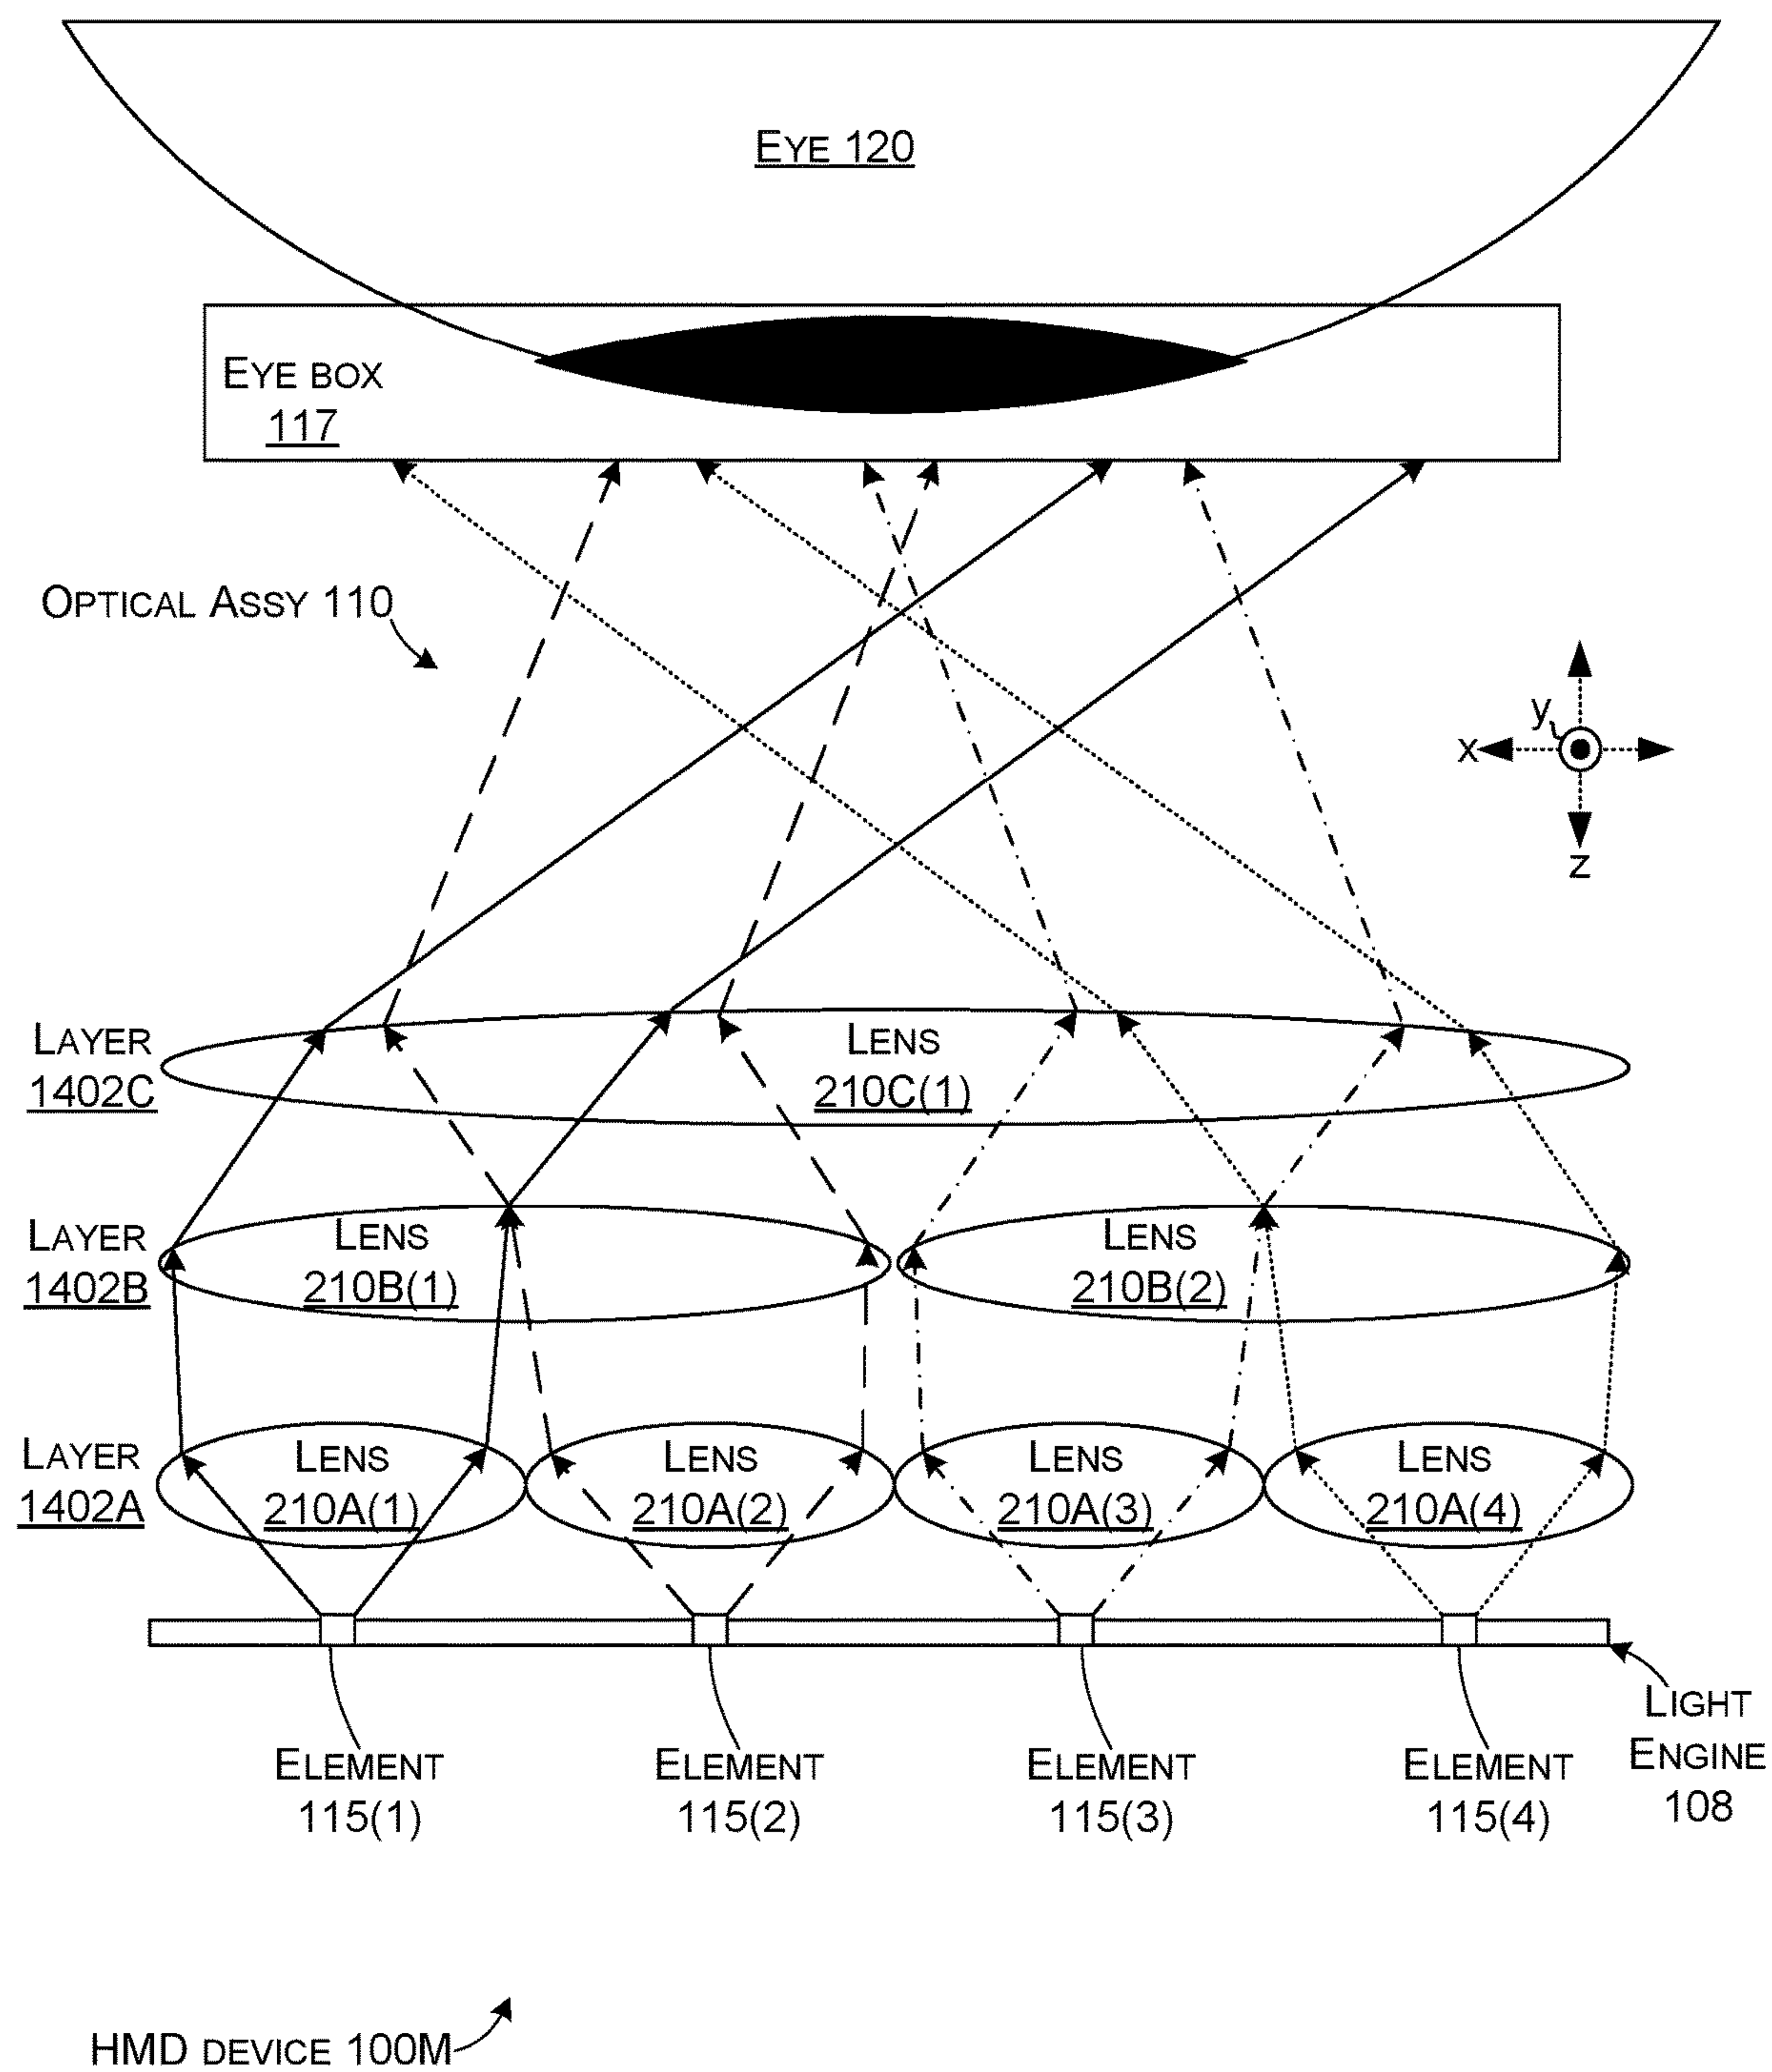 EYE 120
EYE BOX
117
OPTICAL ASSY 110
y
x
z
LAYER
1402C
LENS
210C(1)
LAYER
1402B
LENS
210B(1)
LENS
210B(2)
LAYER
1402A
LENS
210A(1)
LENS
210A(2)
LENS
210A(3)
LENS
210A(4)
ELEMENT
115(1)
ELEMENT
115(2)
ELEMENT
115(3)
ELEMENT
115(4)
LIGHT
ENGINE
108
HMD DEVICE 100M